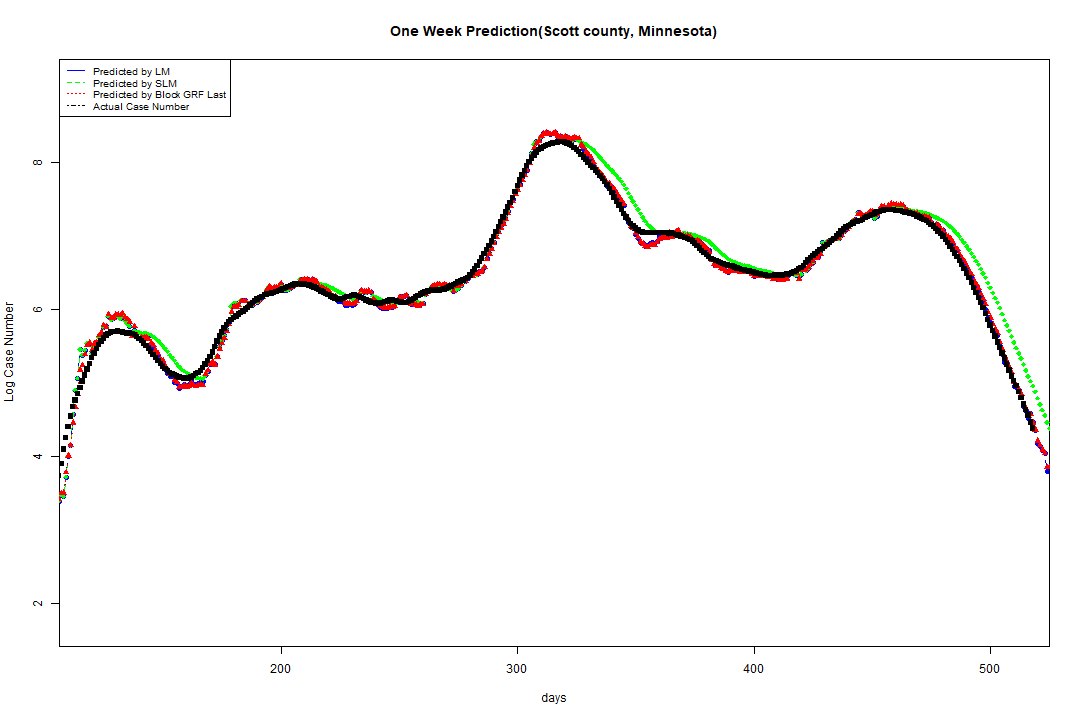 One Week Prediction(Scott county, Minnesota)
Predicted by LM
Predicted by SLM
Predicted by Block GRF Last
Actual Case Number
Log Case Number
8
6
4
2
200 300 400 500
days